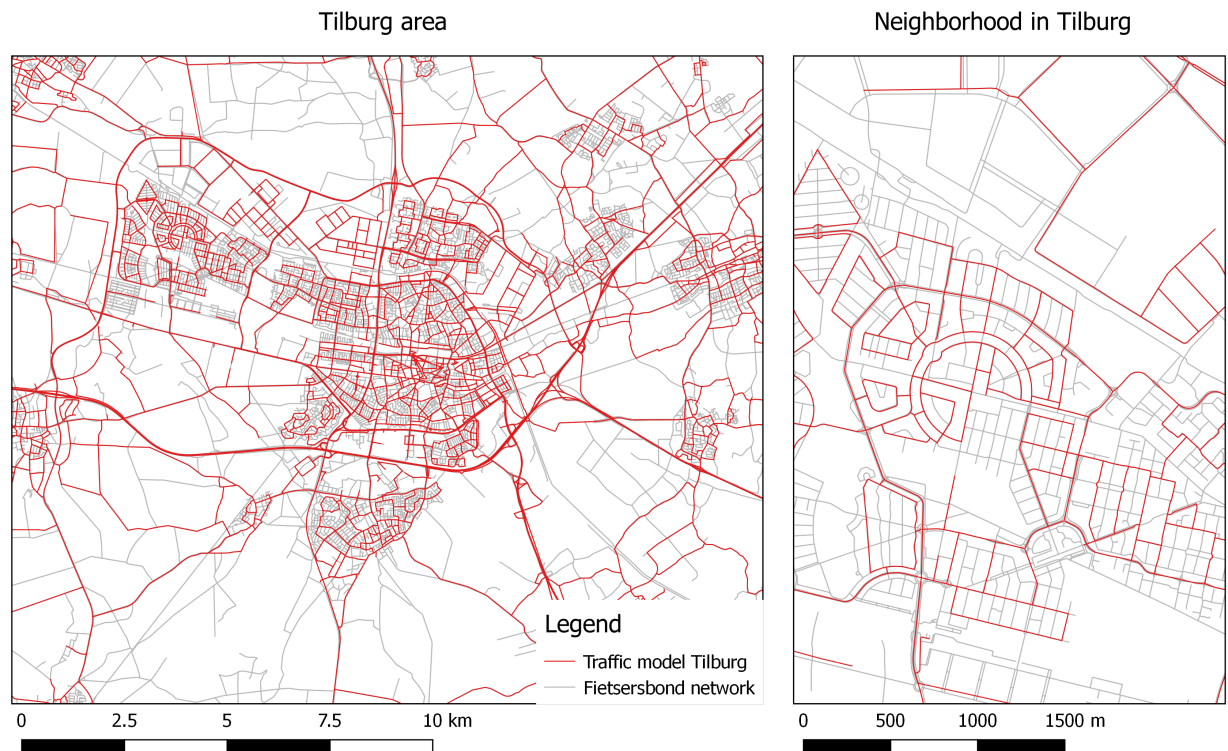 Tilburg area
Neighborhood in Tilburg
Legend
Traffic model Tilburg
Fietsersbond network
0 2.5 5 7.5 10 km
0 500 1000 1500 m